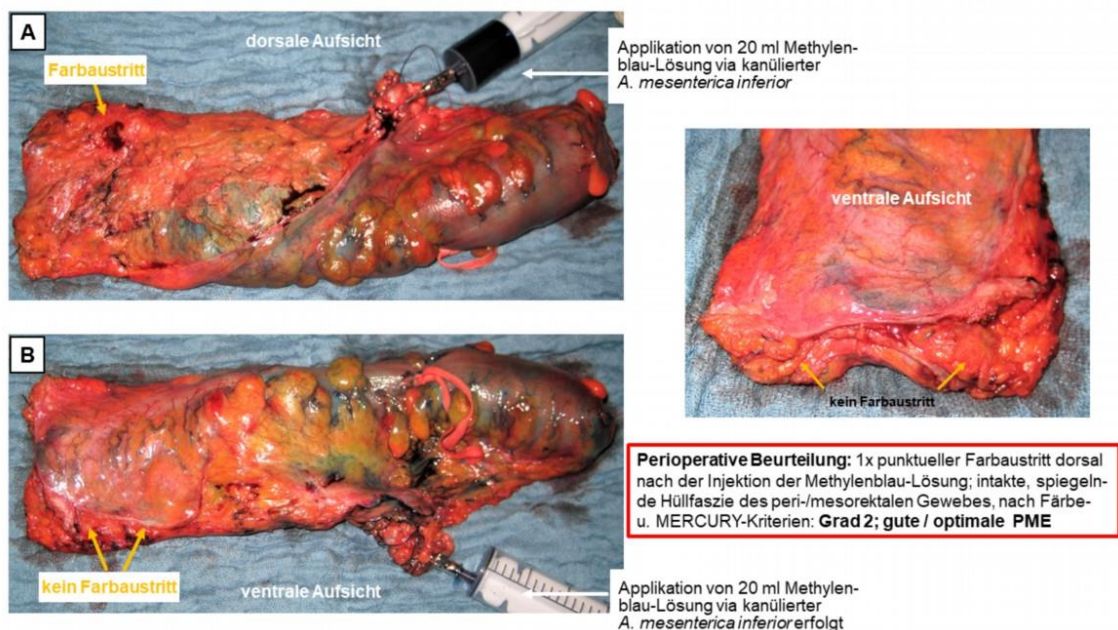 A
dorsale Aufsicht
Farbaustritt
Applikation von 20 ml Methylen-
blau-Lösung via kanülierter
A. mesenterica inferior
ventrale Aufsicht
kein Farbaustritt
B
kein Farbaustritt
ventrale Aufsicht
Perioperative Beurteilung: 1x punktueller Farbaustritt dorsal
nach der Injektion der Methylenblau-Lösung; intakte, spiegeln-
de Hüllfaszie des peri-/mesorektalen Gewebes, nach Färbe-
u. MERCURY-Kriterien: Grad 2; gute / optimale PME
Applikation von 20 ml Methylen-
blau-Lösung via kanülierter
A. mesenterica inferior erfolgt